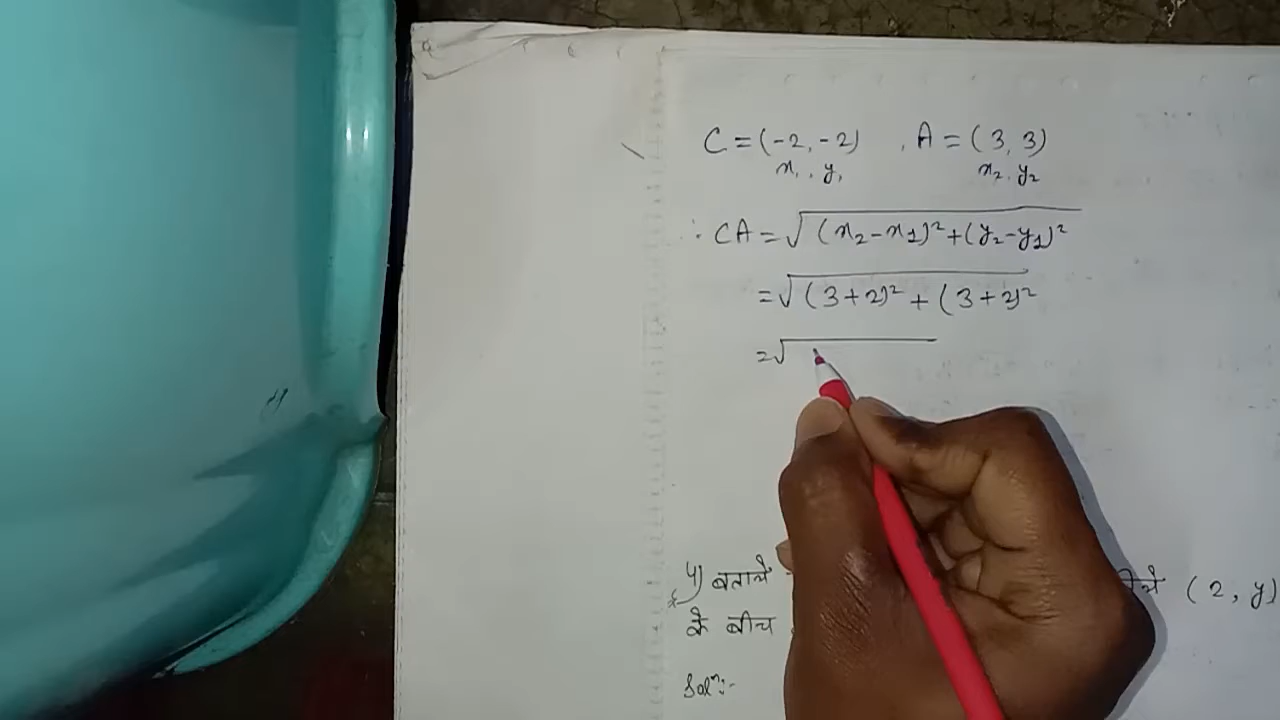 C = (-2, -2) , A = (3, 3)
x₁, y₁ x₂, y₂
∴ CA = √(x₂-x₁)²+(y₂-y₁)²
= √(3+2)² + (3+2)²
= √
५) बतावें (2, y)
के बीच
Solⁿ:-